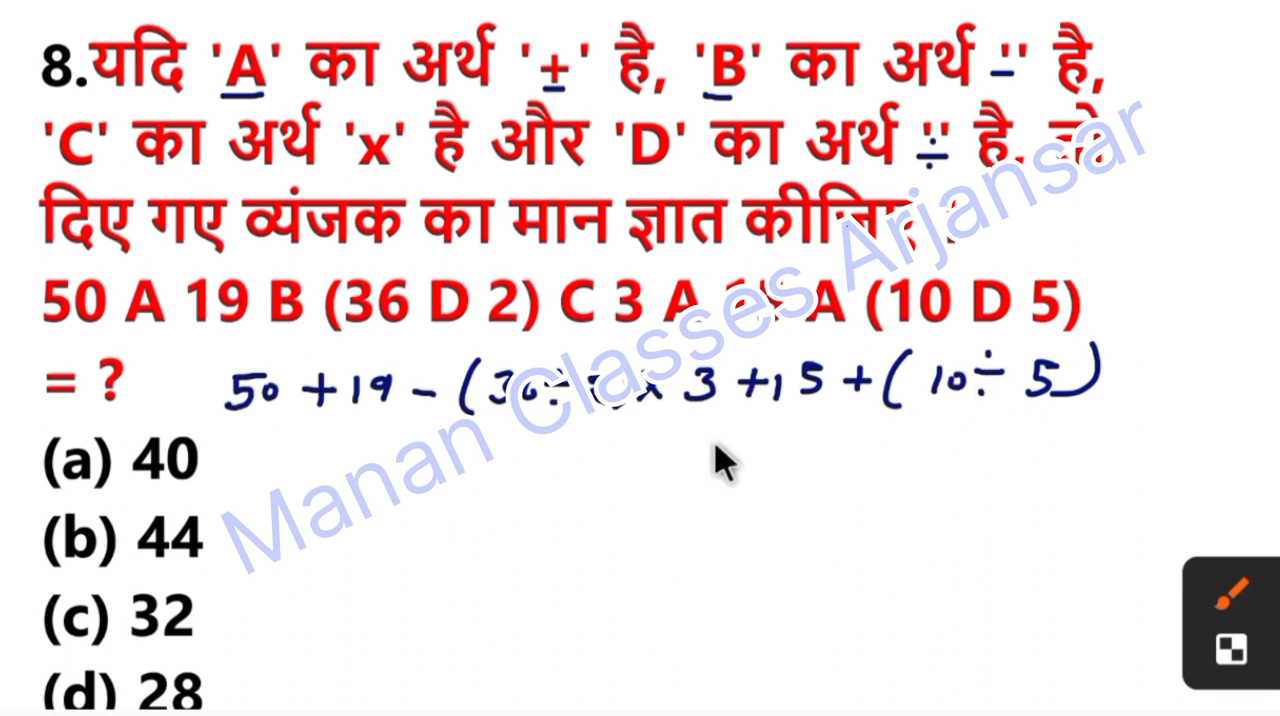 8.यदि 'A' का अर्थ '+' है, 'B' का अर्थ '-' है,
'C' का अर्थ 'x' है और 'D' का अर्थ '÷' है, तो
दिए गए व्यंजक का मान ज्ञात कीजिए
50 A 19 B (36 D 2) C 3 A A (10 D 5)
= ? 50 + 19 - (36 ÷ x 3 + 15 + ( 10 ÷ 5 )
(a) 40
(b) 44
(c) 32
(d) 28
Manan Classes Arjansar